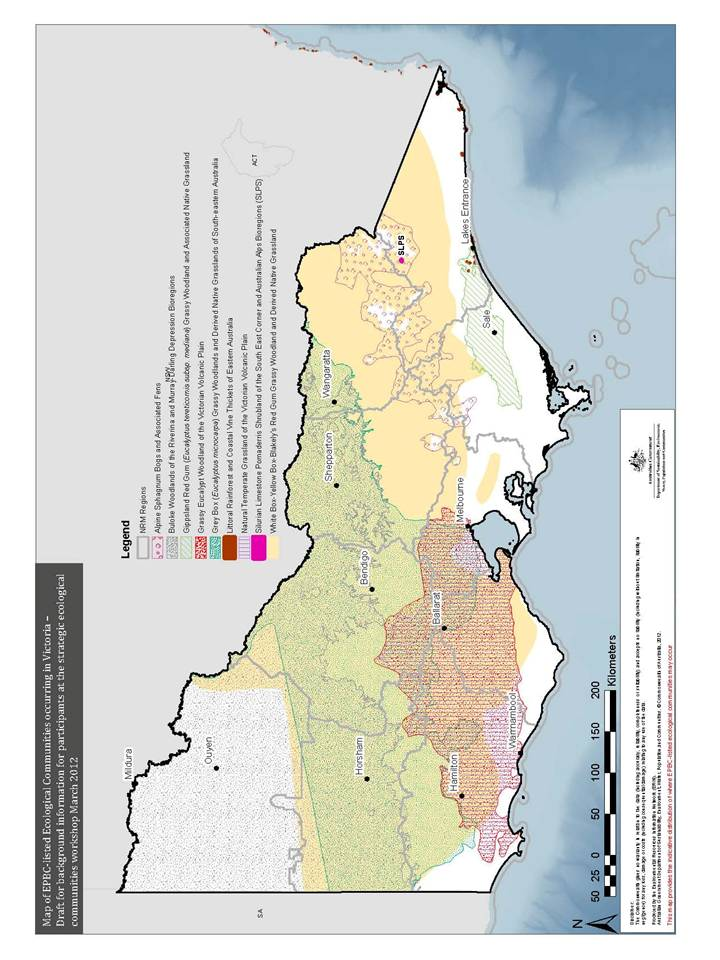 Map of EPBC-listed Ecological Communities occurring in Victoria –
Draft for background information for participants at the strategic ecological
communities workshop March 2012
Legend
NRM Regions
Alpine Sphagnum Bogs and Associated Fens
Buloke Woodlands of the Riverina and Murray-Darling Depression Bioregions
Gippsland Red Gum (Eucalyptus tereticornis subsp. mediana) Grassy Woodland and Associated Native Grassland
Grassy Eucalypt Woodland of the Victorian Volcanic Plain
Grey Box (Eucalyptus microcarpa) Grassy Woodlands and Derived Native Grasslands of South-eastern Australia
Littoral Rainforest and Coastal Vine Thickets of Eastern Australia
Natural Temperate Grassland of the Victorian Volcanic Plain
Silurian Limestone Pomaderris Shrubland of the South East Corner and Australian Alps Bioregions (SLPS)
White Box-Yellow Box-Blakely's Red Gum Grassy Woodland and Derived Native Grassland
NSW
ACT
SA
Mildura
Ouyen
Horsham
Hamilton
Warrnambool
Ballarat
Bendigo
Shepparton
Wangaratta
Melbourne
Sale
Lakes Entrance
SLPS
N
50 25 0 50 100 150 200
Kilometers
Australian Government
Disclaimer:
This map provides the indicative distribution of where EPBC-listed ecological communities may occur